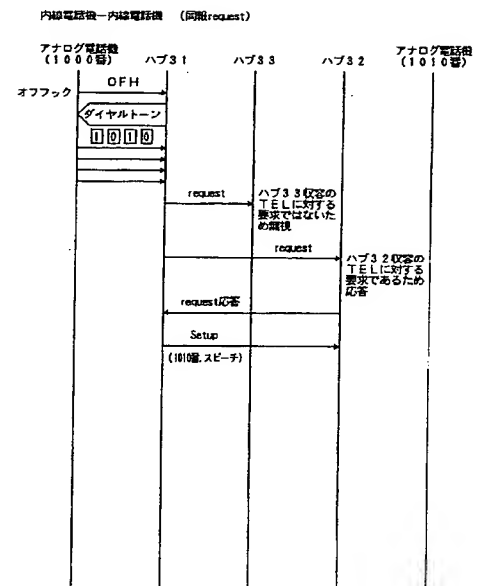 内線電話機ー内線電話機 (同報request)
アナログ電話機
(1000番)
ハブ31
ハブ33
ハブ32
アナログ電話機
(1010番)
オフフック
OFH
ダイヤルトーン
1 0 1 0
request
ハブ33収容の
TELに対する
要求ではないた
め無視
request
ハブ32収容の
TELに対する
要求であるため
応答
request応答
Setup
(1010番,スピーチ)